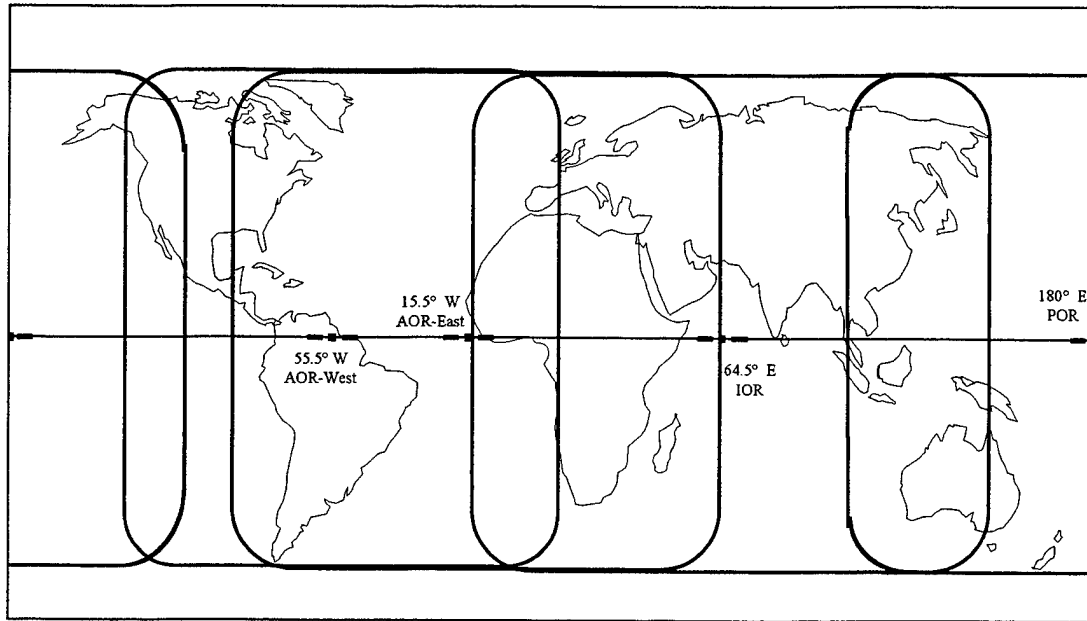 15.5° W
AOR-East
180° E
POR
55.5° W
AOR-West
64.5° E
IOR